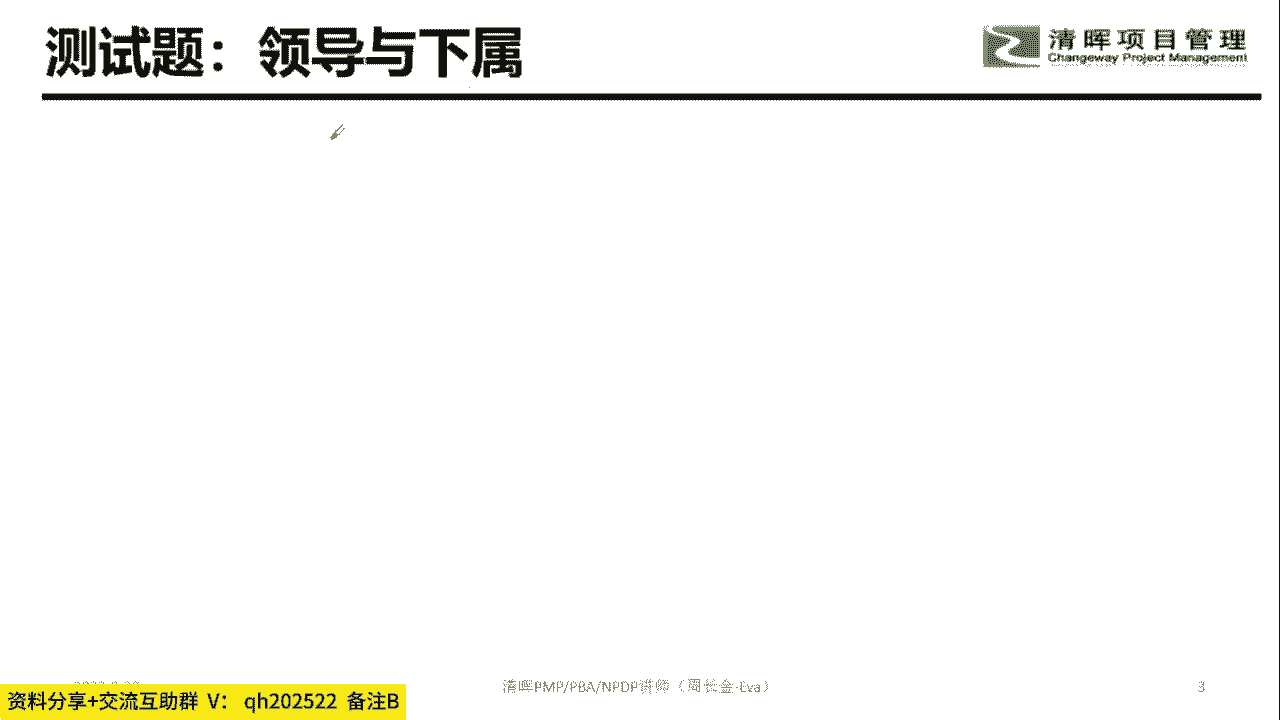 测试题：领导与下属
清晖项目管理
Changeway Project Management
清晖PMP/PBA/NPDP讲师（周长金-Eva）
3
资料分享+交流互助群 V： qh202522 备注B